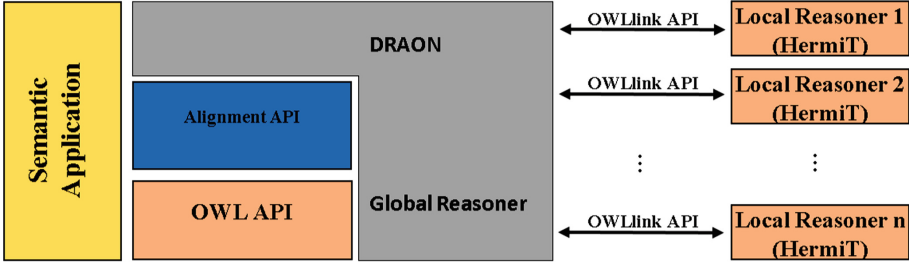 Semantic
Application
DRAON
Alignment API
OWL API
Global Reasoner
OWLlink API
Local Reasoner 1
(HermiT)
OWLlink API
Local Reasoner 2
(HermiT)
⋮
⋮
OWLlink API
Local Reasoner n
(HermiT)